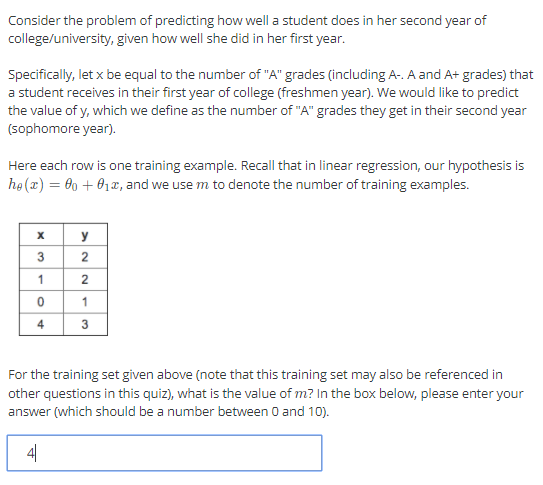 Consider the problem of predicting how well a student does in her second year of
college/university, given how well she did in her first year.
Specifically, let x be equal to the number of "A" grades (including A-. A and A+ grades) that
a student receives in their first year of college (freshmen year). We would like to predict
the value of y, which we define as the number of "A" grades they get in their second year
(sophomore year).
Here each row is one training example. Recall that in linear regression, our hypothesis is
hθ(x) = θ0 + θ1x, and we use m to denote the number of training examples.
x y
3 2
1 2
0 1
4 3
For the training set given above (note that this training set may also be referenced in
other questions in this quiz), what is the value of m? In the box below, please enter your
answer (which should be a number between 0 and 10).
4